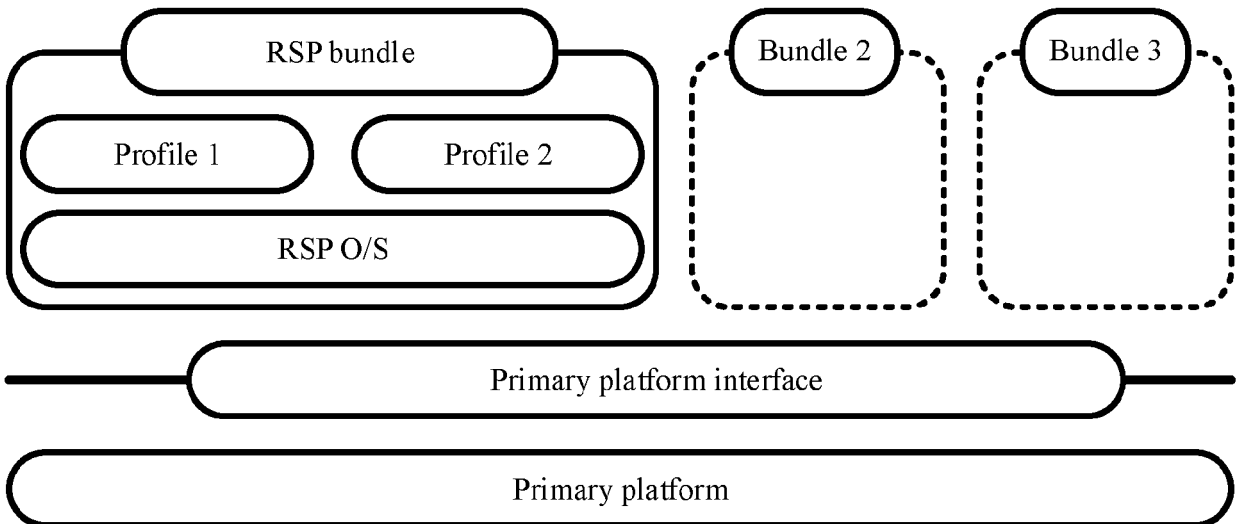 RSP bundle
Bundle 2
Bundle 3
Profile 1
Profile 2
RSP O/S
Primary platform interface
Primary platform